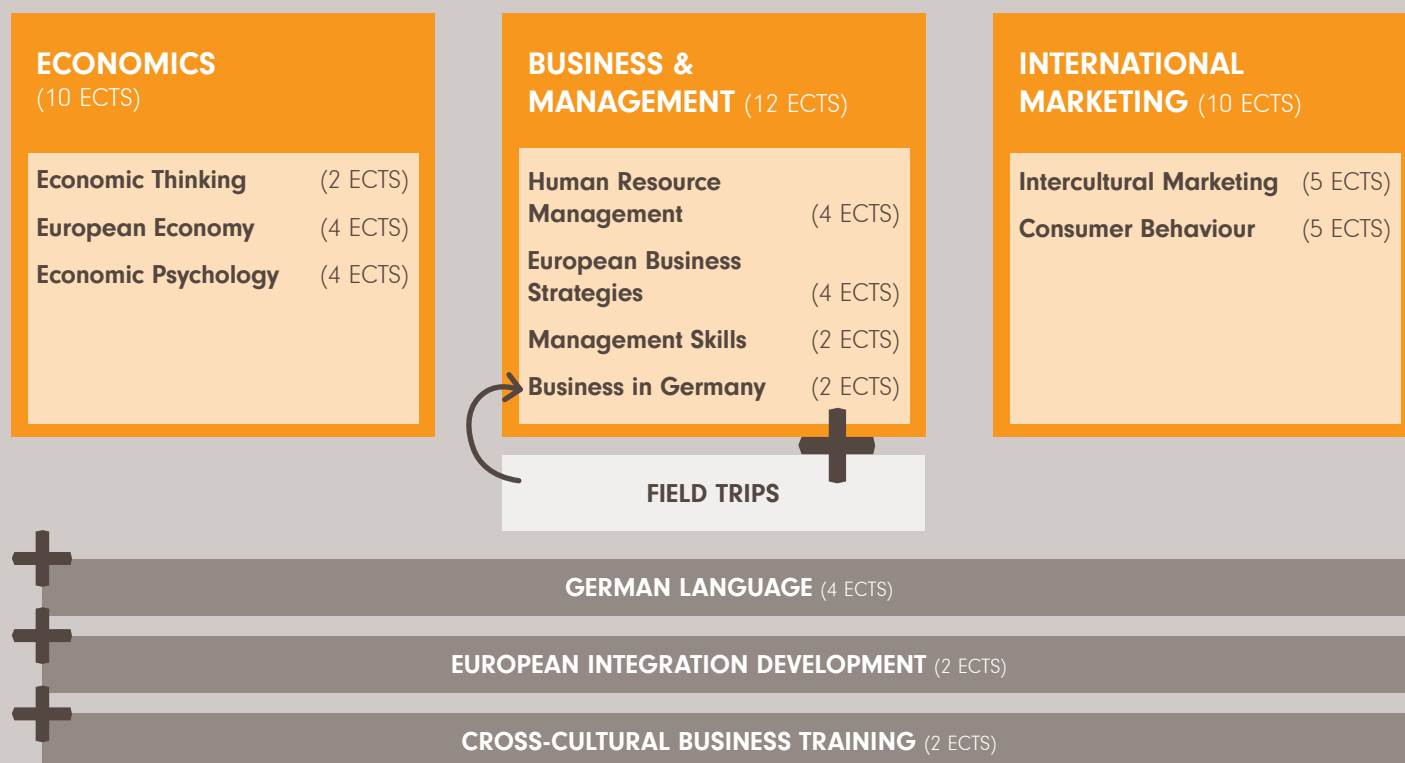 ECONOMICS
(10 ECTS)
Economic Thinking (2 ECTS)
European Economy (4 ECTS)
Economic Psychology (4 ECTS)
BUSINESS &
MANAGEMENT (12 ECTS)
Human Resource
Management (4 ECTS)
European Business
Strategies (4 ECTS)
Management Skills (2 ECTS)
Business in Germany (2 ECTS)
FIELD TRIPS
INTERNATIONAL
MARKETING (10 ECTS)
Intercultural Marketing (5 ECTS)
Consumer Behaviour (5 ECTS)
GERMAN LANGUAGE (4 ECTS)
EUROPEAN INTEGRATION DEVELOPMENT (2 ECTS)
CROSS-CULTURAL BUSINESS TRAINING (2 ECTS)